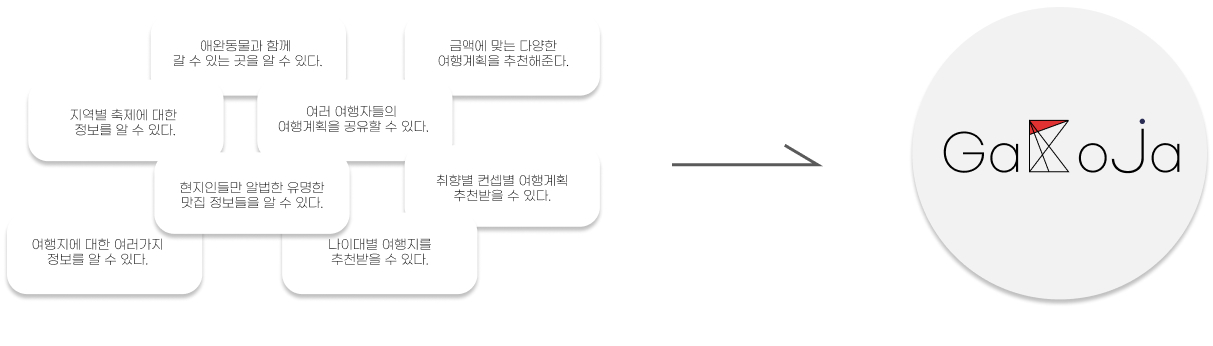 애완동물과 함께
갈 수 있는 곳을 알 수 있다.
금액에 맞는 다양한
여행계획을 추천해준다.
지역별 축제에 대한
정보를 알 수 있다.
여러 여행자들의
여행계획을 공유할 수 있다.
현지인들만 알법한 유명한
맛집 정보들을 알 수 있다.
취향별 컨셉별 여행계획
추천받을 수 있다.
여행지에 대한 여러가지
정보를 알 수 있다.
나이대별 여행지를
추천받을 수 있다.
GaKoJa